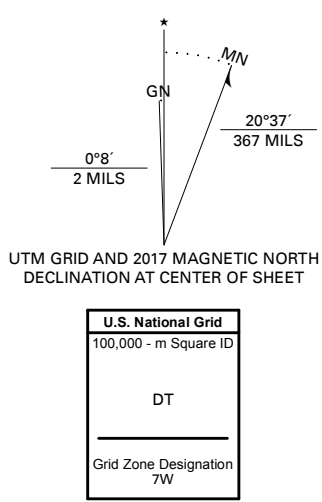 ★
MN
GN
20°37´
367 MILS
0°8´
2 MILS
UTM GRID AND 2017 MAGNETIC NORTH
DECLINATION AT CENTER OF SHEET
U.S. National Grid
100,000 - m Square ID
DT
Grid Zone Designation
7W